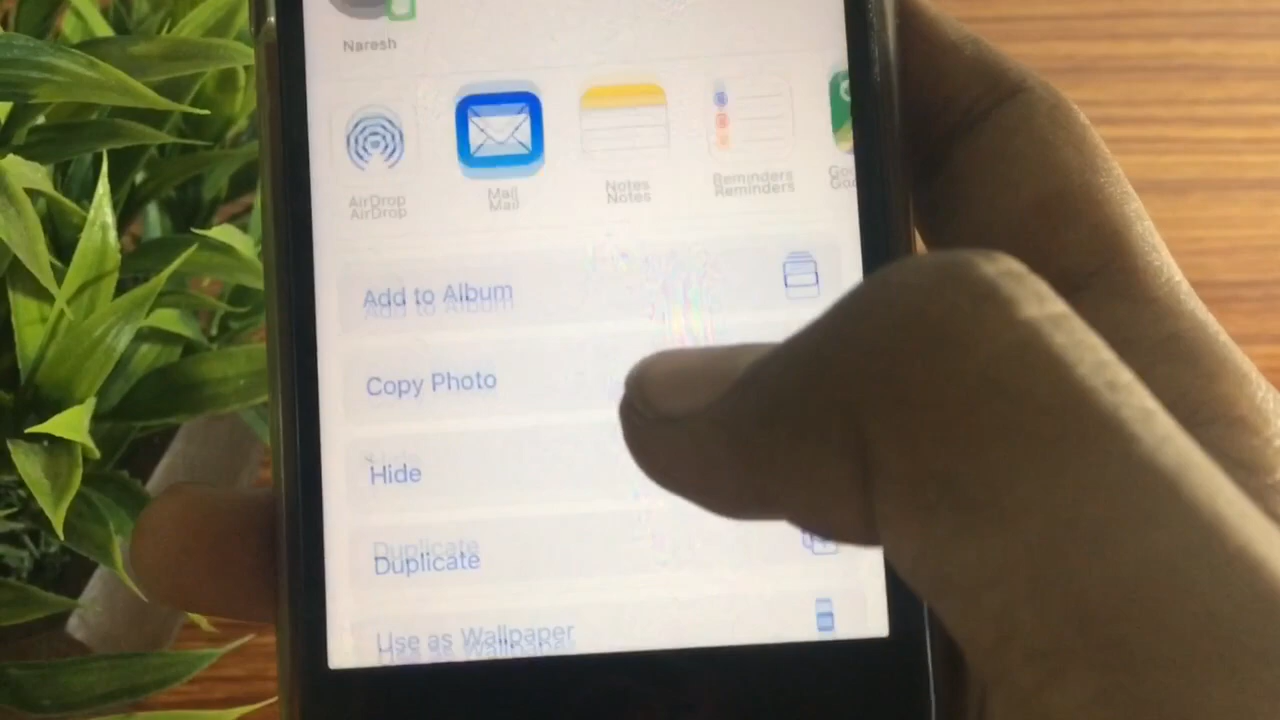 Naresh
AirDrop
Mail
Notes
Reminders
Add to Album
Copy Photo
Hide
Duplicate
Use as Wallpaper